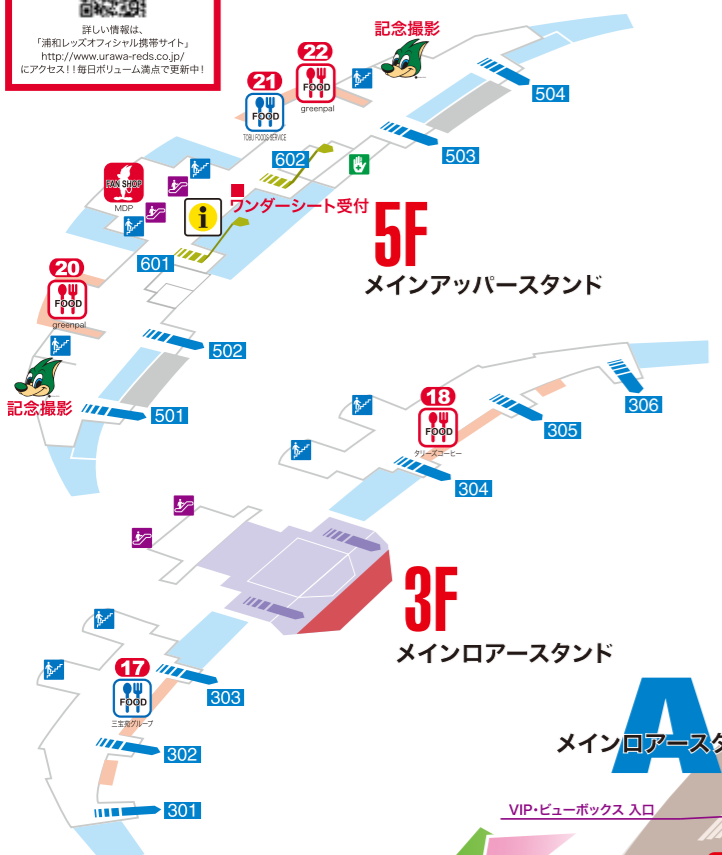 詳しい情報は、
「浦和レッズオフィシャル携帯サイト」
http://www.urawa-reds.co.jp/
にアクセス!!毎日ボリューム満点で更新中!
記念撮影
22
FOOD
greenpal
21
FOOD
TOBU FOODS SERVICE
504
503
602
FAN SHOP
MDP
i
ワンダーシート受付
5F
メインアッパースタンド
601
20
FOOD
greenpal
502
記念撮影
501
306
18
FOOD
タリーズコーヒー
305
304
3F
メインロアースタンド
17
FOOD
三宝苑グループ
303
302
301
A
メインロアースタ
VIP・ビューボックス 入口